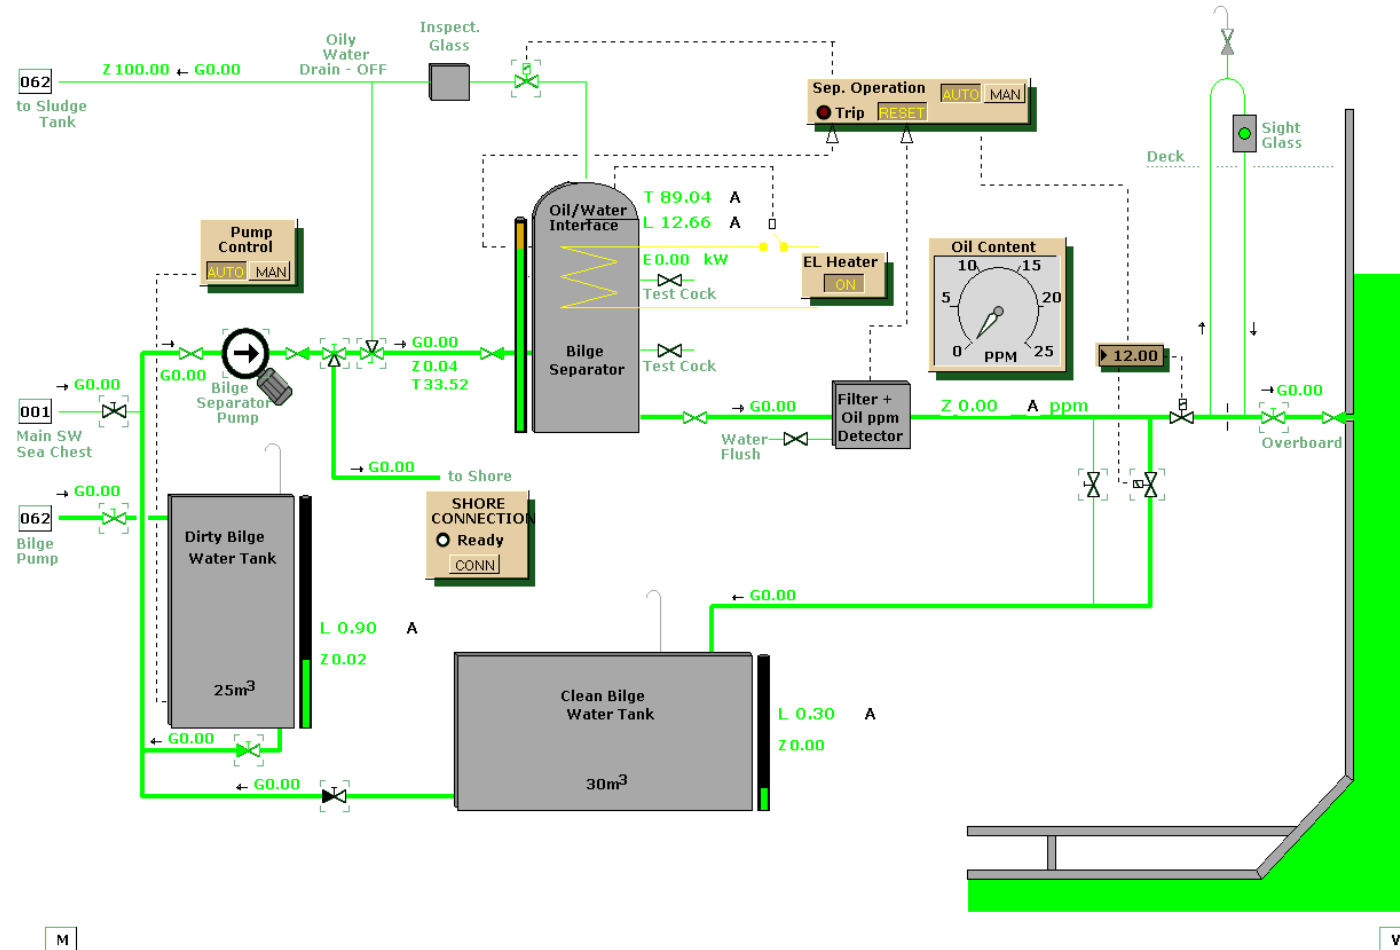 Inspect.
Glass
Oily
Water
Drain - OFF
Z 100.00 ← G0.00
062
to Sludge
Tank
Sep. Operation
AUTO MAN
Trip RESET
Sight
Glass
Deck
Pump
Control
AUTO MAN
Oil/Water
Interface
T 89.04 A
L 12.66 A
E 0.00 kW
Test Cock
EL Heater
ON
Oil Content
0 5 10 15 20 25
PPM
→
G0.00
Bilge
Separator
Pump
→ G0.00
Z 0.04
T 33.52
Bilge
Separator
Test Cock
12.00
→ G0.00
001
Main SW
Sea Chest
→ G0.00
Water
Flush
Filter +
Oil ppm
Detector
Z 0.00 A ppm
→ G0.00
Overboard
→ G0.00
to Shore
→ G0.00
062
Bilge
Pump
SHORE
CONNECTION
Ready
CONN
Dirty Bilge
Water Tank
25m³
L 0.90 A
Z 0.02
← G0.00
← G0.00
← G0.00
Clean Bilge
Water Tank
30m³
L 0.30 A
Z 0.00
M